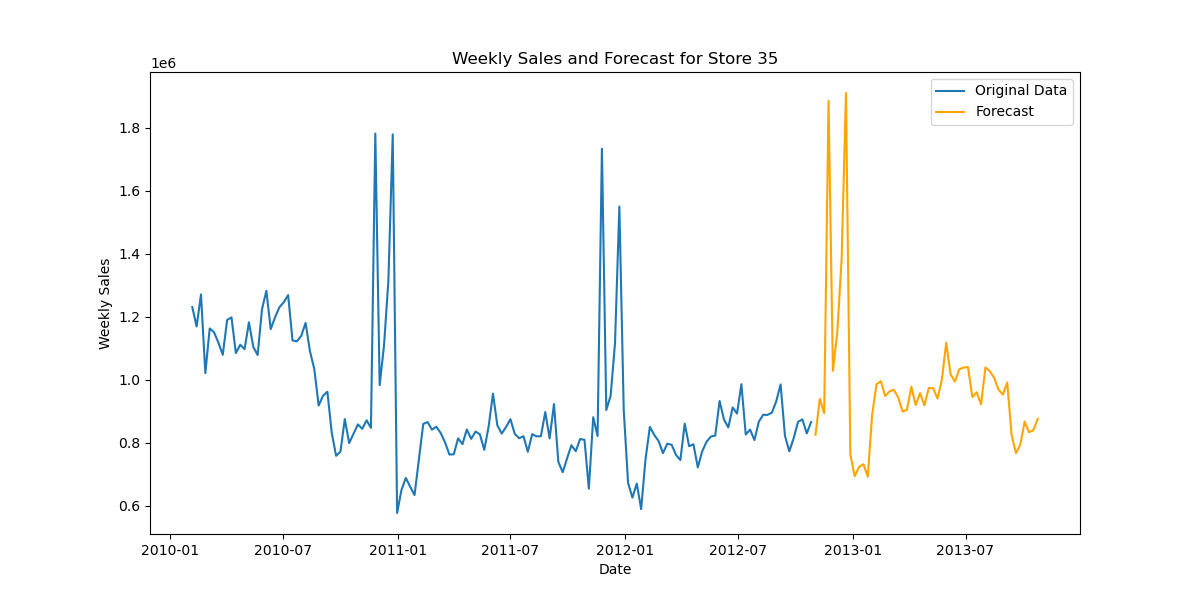 Weekly Sales and Forecast for Store 35
1e6
Original Data
Forecast
1.8
1.6
1.4
1.2
1.0
0.8
0.6
Weekly Sales
2010-01 2010-07 2011-01 2011-07 2012-01 2012-07 2013-01 2013-07
Date